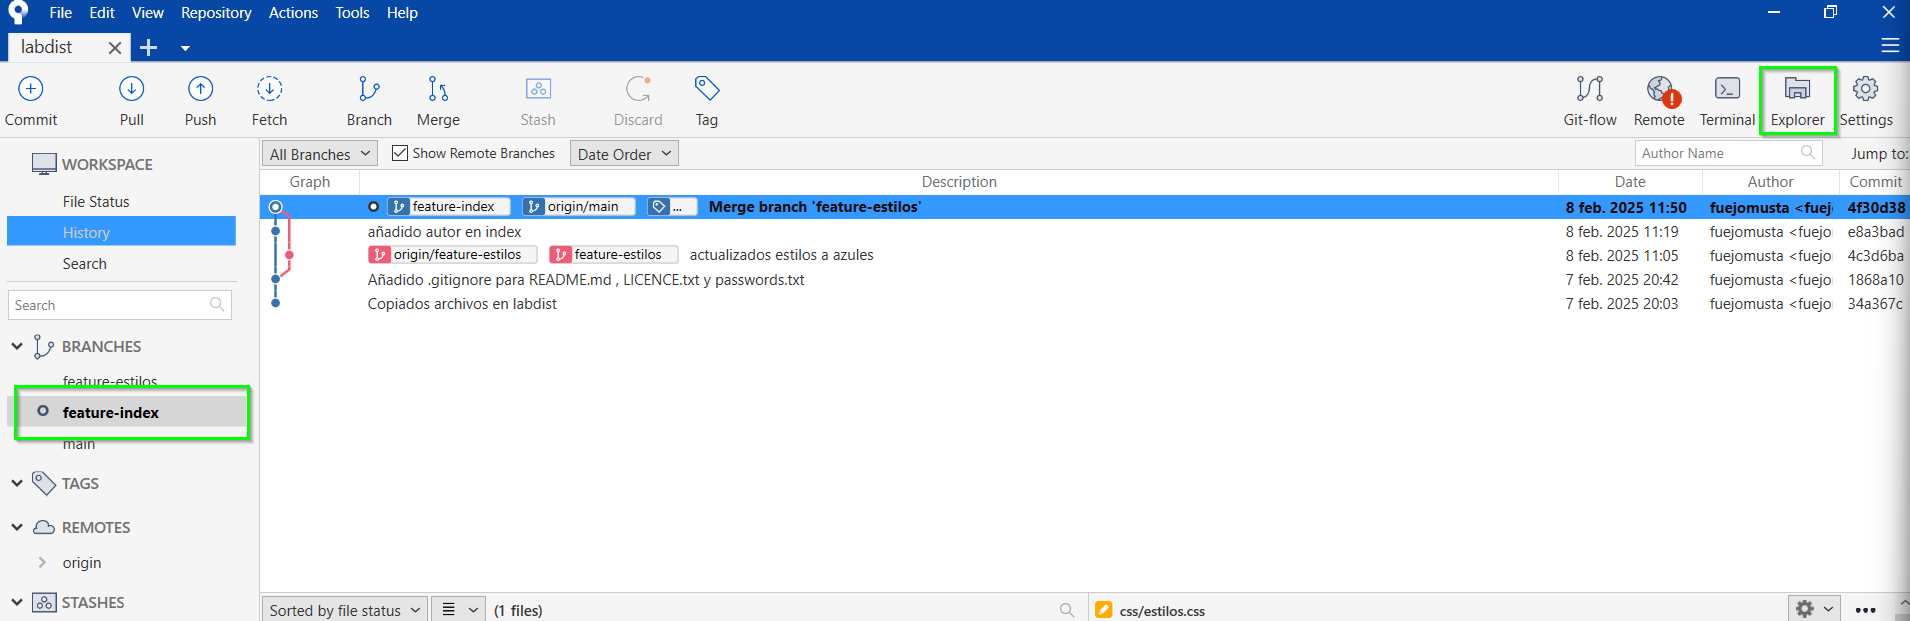 File Edit View Repository Actions Tools Help
labdist
Commit Pull Push Fetch Branch Merge Stash Discard Tag Git-flow Remote Terminal Explorer Settings
WORKSPACE
File Status
History
Search
Search
BRANCHES
feature-estilos
feature-index
main
TAGS
REMOTES
origin
STASHES
All Branches Show Remote Branches Date Order Author Name Jump to:
Graph Description Date Author Commit
feature-index origin/main ... Merge branch 'feature-estilos' 8 feb. 2025 11:50 fuejomusta <fuej 4f30d38
añadido autor en index 8 feb. 2025 11:19 fuejomusta <fuejo e8a3bad
origin/feature-estilos feature-estilos actualizados estilos a azules 8 feb. 2025 11:05 fuejomusta <fuejo 4c3d6ba
Añadido .gitignore para README.md , LICENCE.txt y passwords.txt 7 feb. 2025 20:42 fuejomusta <fuejo 1868a10
Copiados archivos en labdist 7 feb. 2025 20:03 fuejomusta <fuejo 34a367c
Sorted by file status (1 files) css/estilos.css